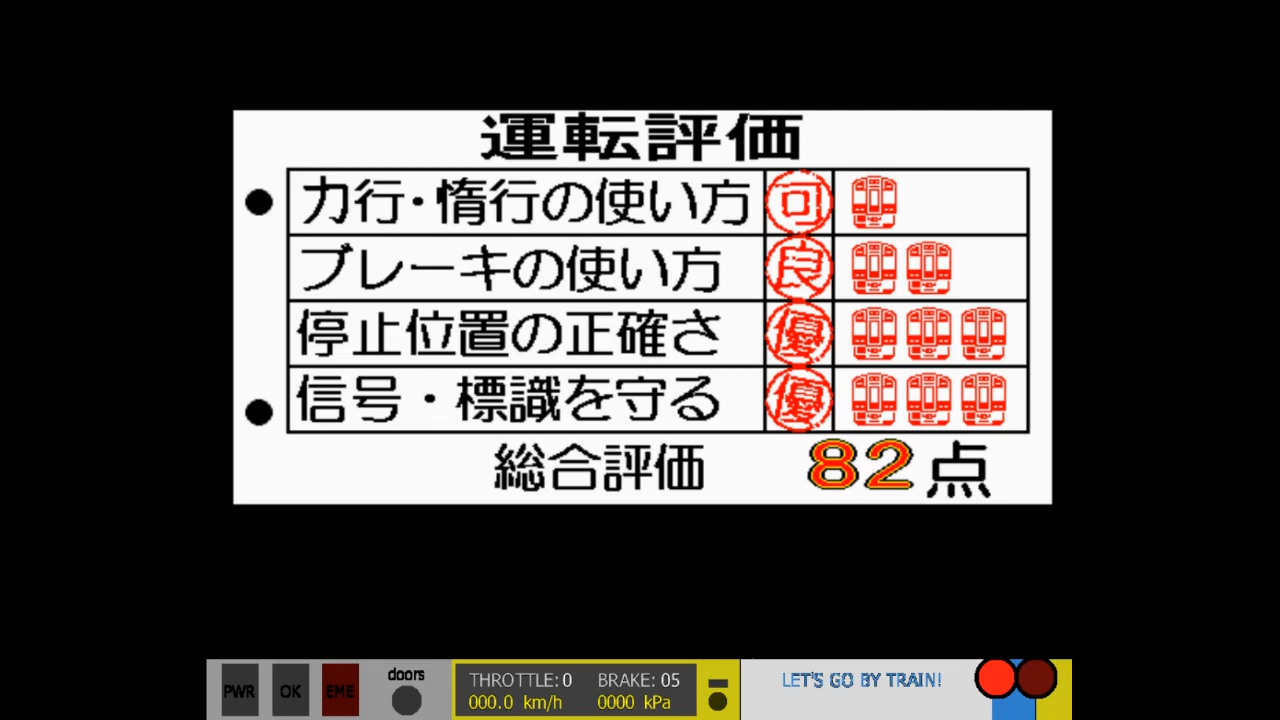 運転評価
力行・惰行の使い方 可
ブレーキの使い方 良
停止位置の正確さ 優
信号・標識を守る 優
総合評価 82点
PWR OK EME doors THROTTLE:0 BRAKE:05 LET'S GO BY TRAIN!
000.0 km/h 0000 kPa